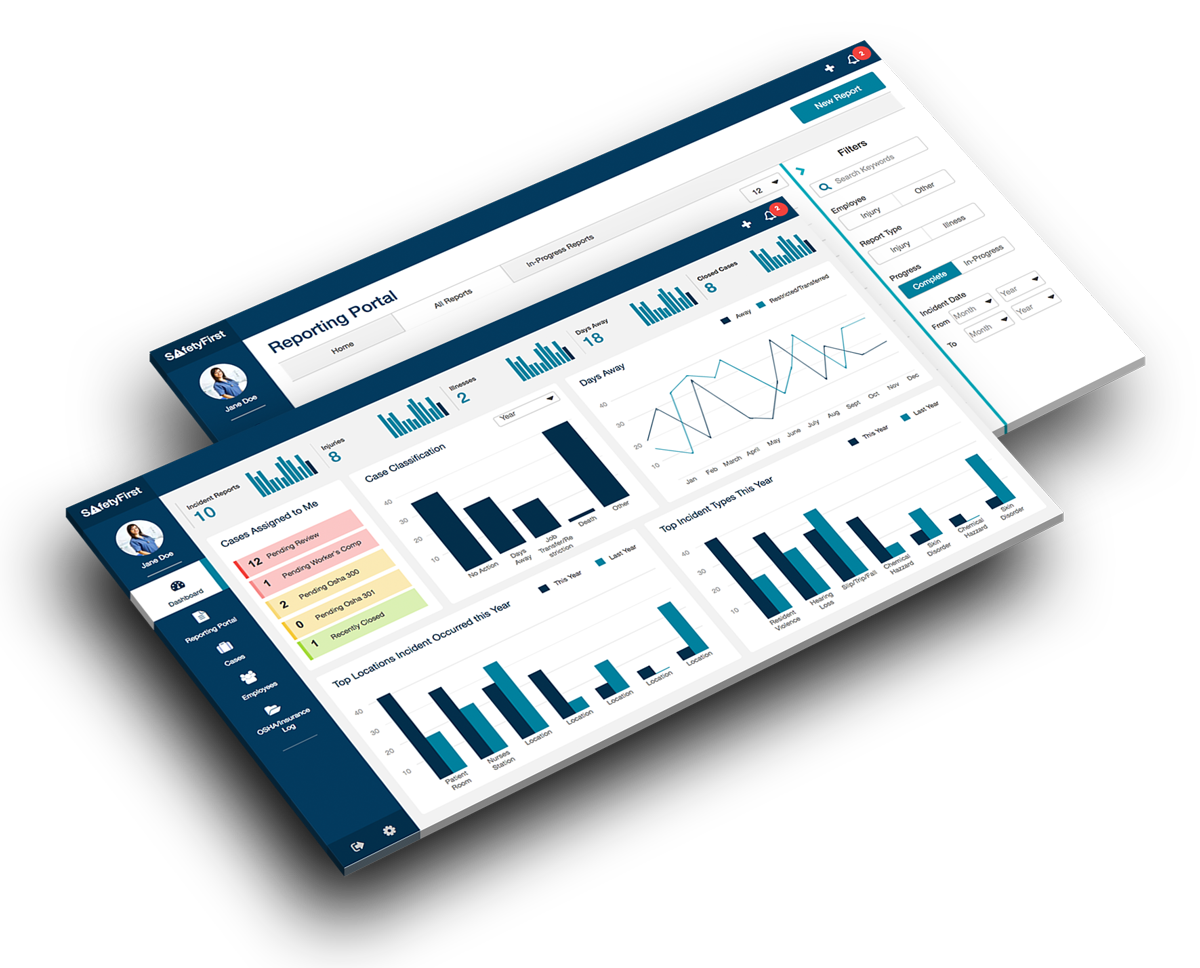 2
New Report
Filters
Search Keywords
Employee
Injury
Other
Report Type
Injury
Illness
Progress
Complete
In-Progress
Incident Date
From
Month
Year
To
Month
Year
12
In-Progress Reports
All Reports
Home
Reporting Portal
SafetyFirst
Jane Doe
2
SafetyFirst
Jane Doe
Dashboard
Reporting Portal
Cases
Employees
OSHA/Insurance
Log
Incident Reports
10
Injuries
8
Illnesses
2
Days Away
18
Closed Cases
8
Cases Assigned to Me
12 Pending Review
1 Pending Worker's Comp
2 Pending Osha 300
0 Pending Osha 301
1 Recently Closed
Case Classification
Year
40
30
20
10
No Action
Days
Away
Job
Transfer/Re
striction
Death
Other
Days Away
Away
Restricted/Transferred
40
30
20
10
Jan
Feb
March
April
May
June
July
Aug
Sept
Oct
Nov
Dec
Top Locations Incident Occurred this Year
This Year
Last Year
40
30
20
10
Patient
Room
Nurses
Station
Location
Location
Location
Location
Location
Top Incident Types This Year
This Year
Last Year
40
30
20
10
Resident
Violence
Hearing
Loss
Slip/Trip/Fall
Chemical
Hazzard
Skin
Disorder
Chemical
Hazzard
Skin
Disorder